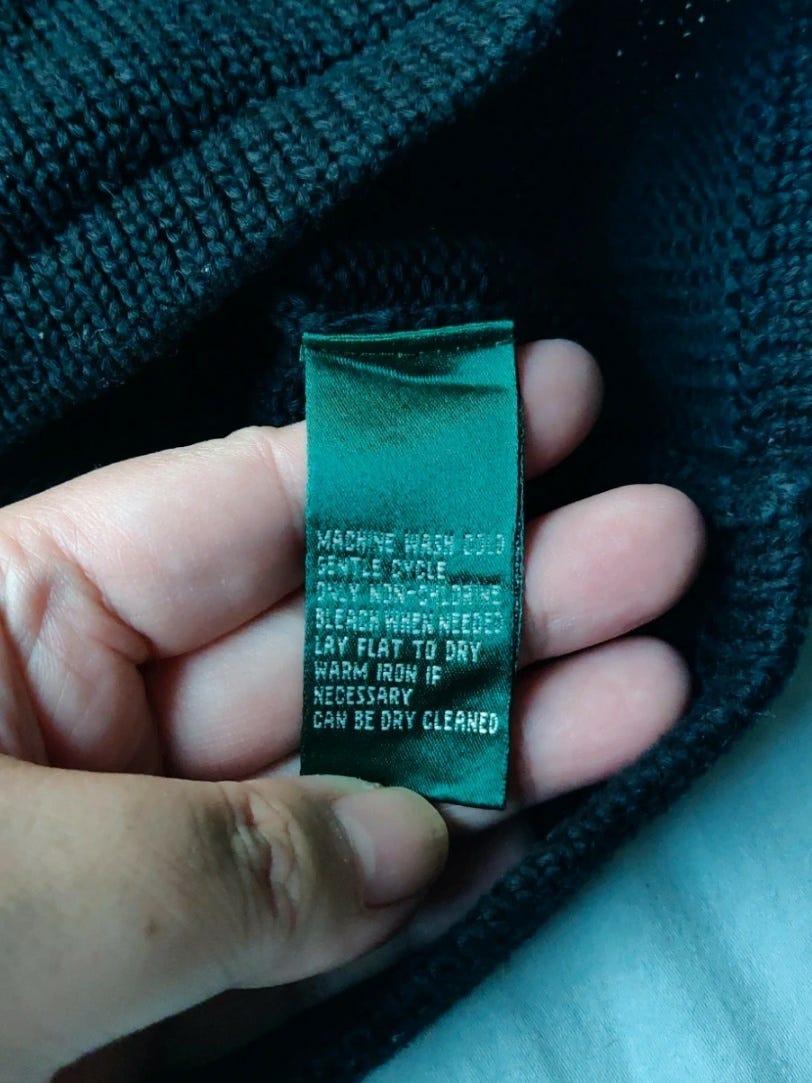 MACHINE WASH COLD
GENTLE CYCLE
ONLY NON-CHLORINE
BLEACH WHEN NEEDED
LAY FLAT TO DRY
WARM IRON IF
NECESSARY
CAN BE DRY CLEANED